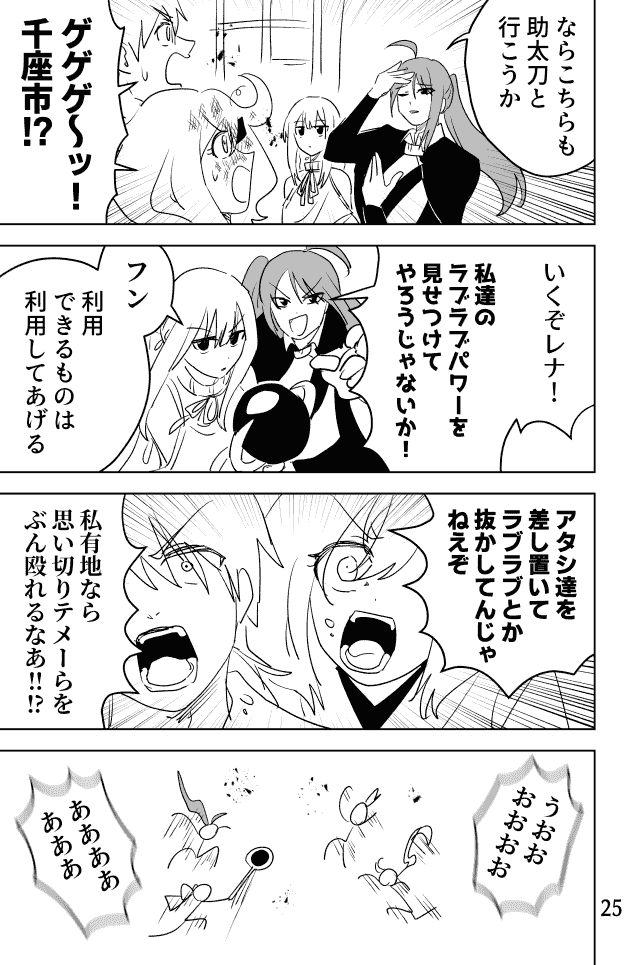 ならこちらも
助太刀と
行こうか
ゲゲゲ～ッ！
千座市!?
いくぞレナ！
私達の
ラブラブパワーを
見せつけて
やろうじゃないか！
フン
利用
できるものは
利用してあげる
アタシ達を
差し置いて
ラブラブとか
抜かしてんじゃ
ねえぞ
私有地なら
思い切りテメーらを
ぶん殴れるなあ!!!?
うおお
おおおお
ああああ
あああ
25